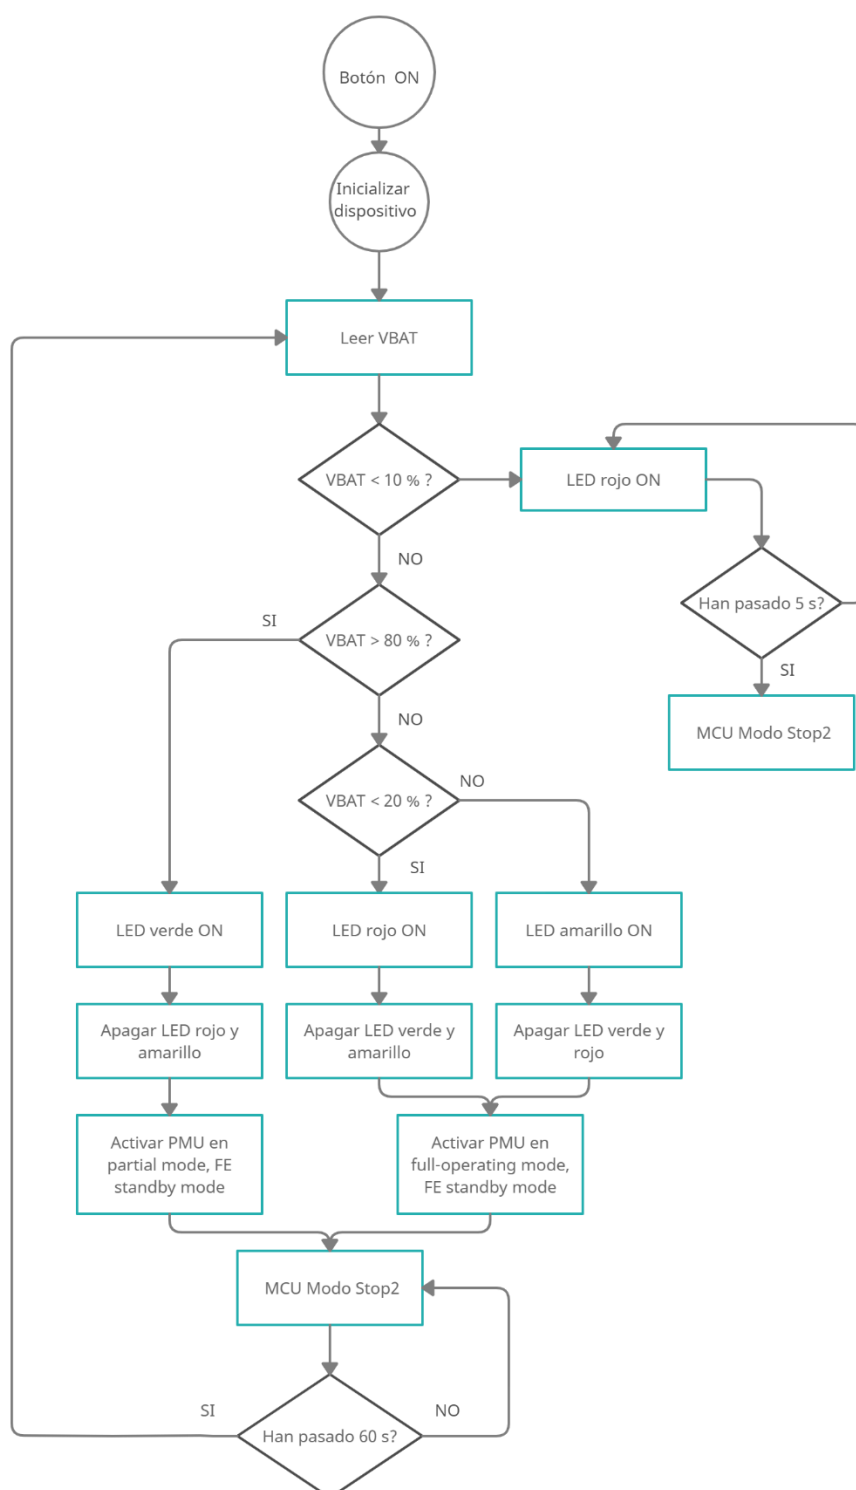 Botón ON
Inicializar
dispositivo
Leer VBAT
VBAT < 10 % ?
LED rojo ON
NO
Han pasado 5 s?
SI
VBAT > 80 % ?
SI
MCU Modo Stop2
NO
VBAT < 20 % ?
NO
SI
LED verde ON
LED rojo ON
LED amarillo ON
Apagar LED rojo y
amarillo
Apagar LED verde y
amarillo
Apagar LED verde y
rojo
Activar PMU en
partial mode, FE
standby mode
Activar PMU en
full-operating mode,
FE standby mode
MCU Modo Stop2
SI
NO
Han pasado 60 s?